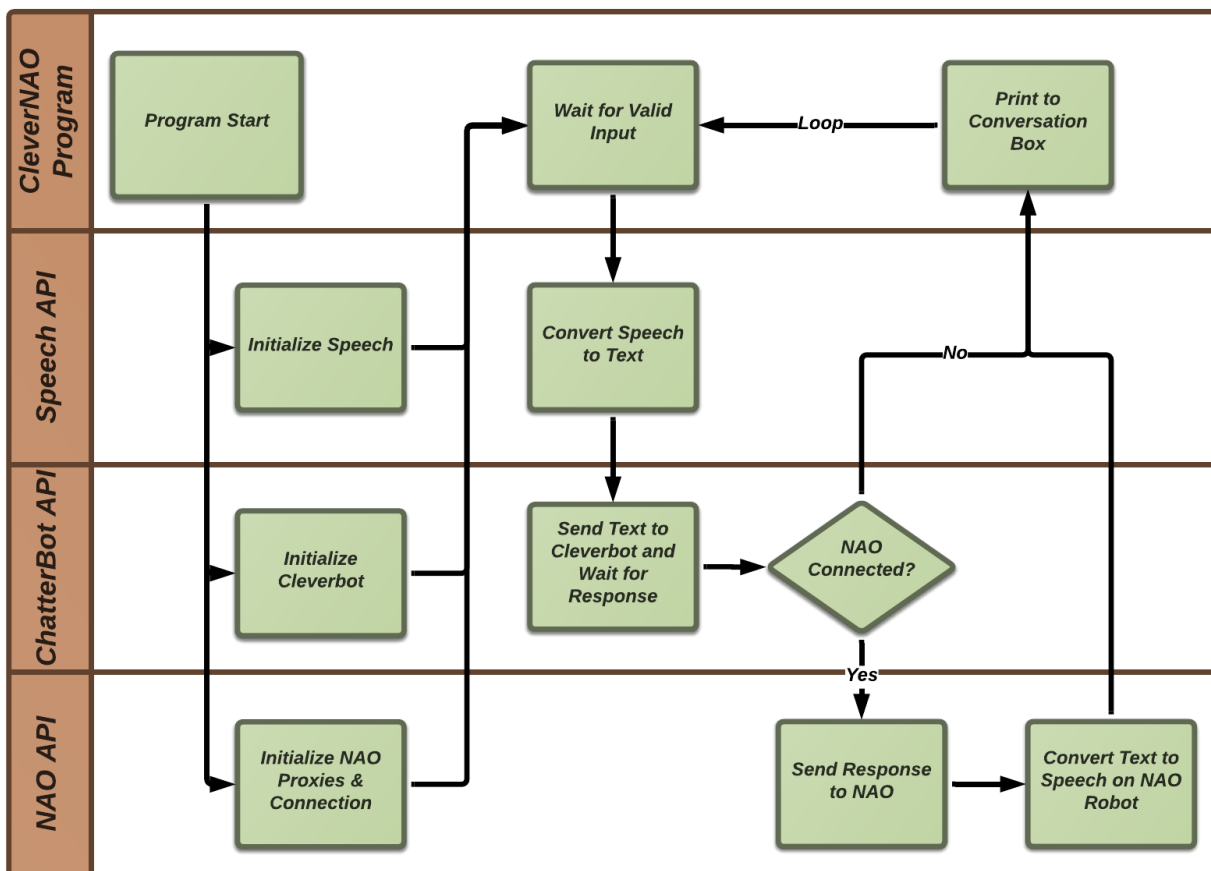 CleverNAO
Program
Program Start
Wait for Valid
Input
Loop
Print to
Conversation
Box
Speech API
Initialize Speech
Convert Speech
to Text
No
ChatterBot API
Initialize
Cleverbot
Send Text to
Cleverbot and
Wait for
Response
NAO
Connected?
Yes
NAO API
Initialize NAO
Proxies &
Connection
Send Response
to NAO
Convert Text to
Speech on NAO
Robot